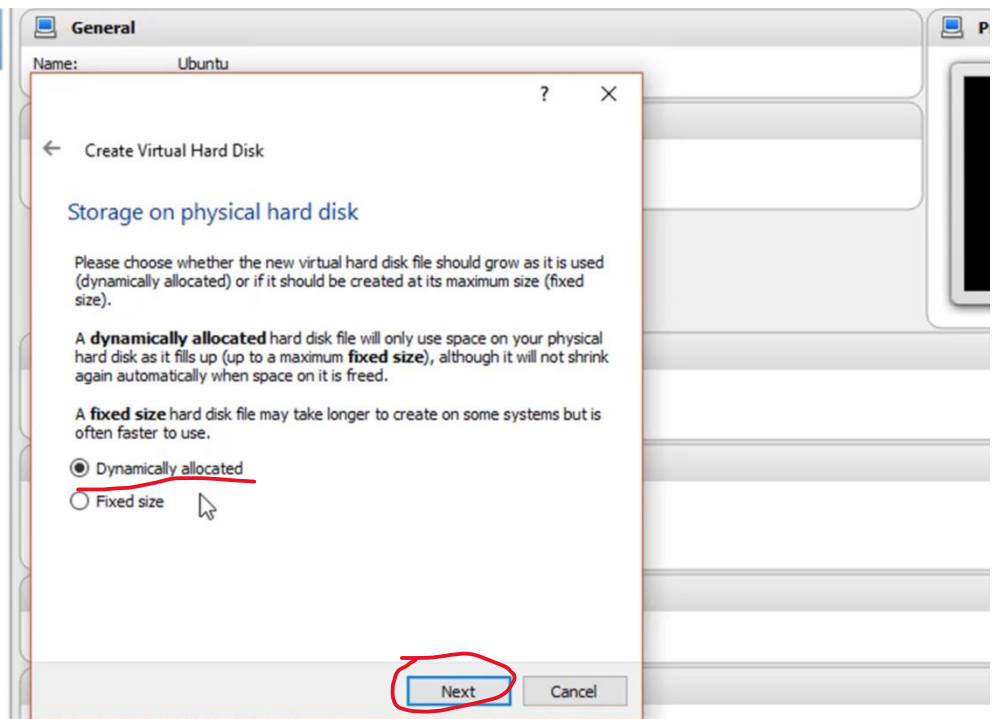 General
P
Name: Ubuntu
?
Create Virtual Hard Disk
Storage on physical hard disk
Please choose whether the new virtual hard disk file should grow as it is used
(dynamically allocated) or if it should be created at its maximum size (fixed
size).
A dynamically allocated hard disk file will only use space on your physical
hard disk as it fills up (up to a maximum fixed size), although it will not shrink
again automatically when space on it is freed.
A fixed size hard disk file may take longer to create on some systems but is
often faster to use.
Dynamically allocated
Fixed size
Next Cancel